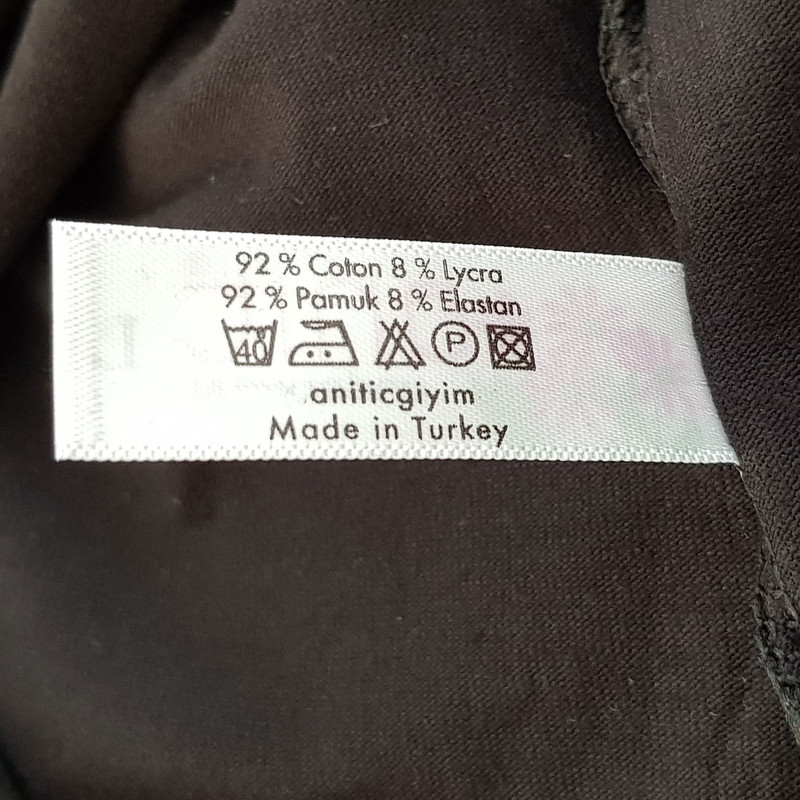 92 % Coton 8 % Lycra
92 % Pamuk 8 % Elastan
40 P
aniticgiyim
Made in Turkey